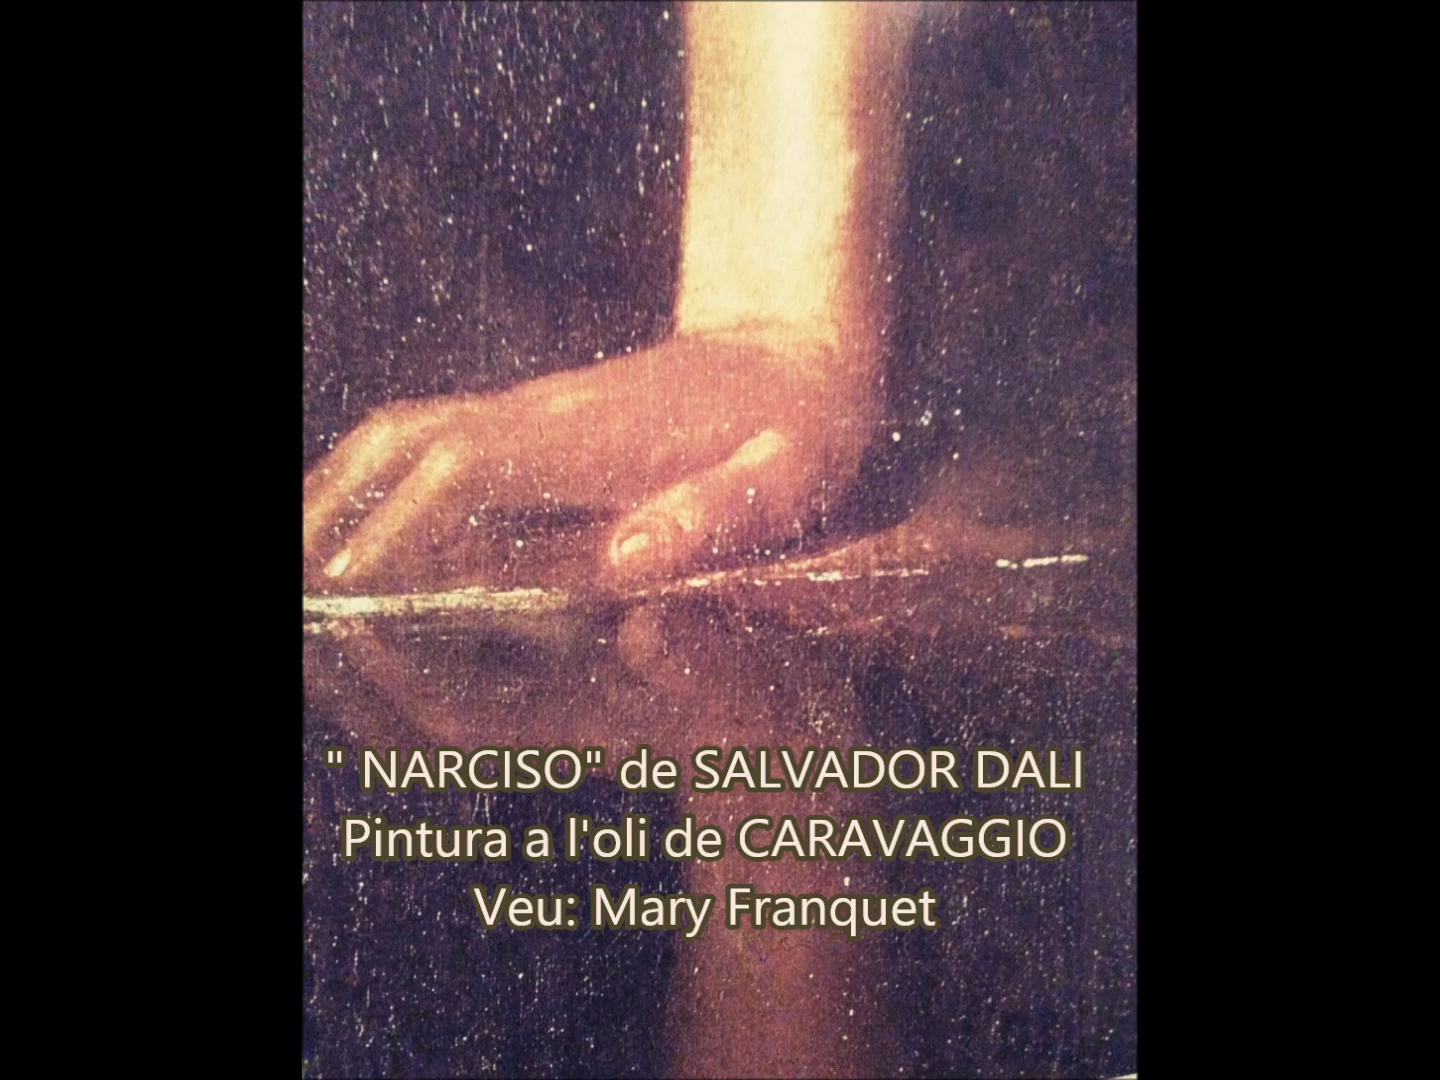 " NARCISO" de SALVADOR DALI
Pintura a l'oli de CARAVAGGIO
Veu: Mary Franquet